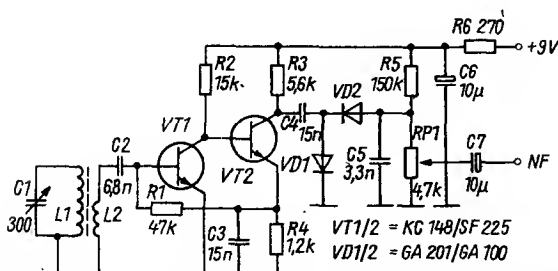 R6 270
+9V
R2
15k
R3
5,6k
R5
150k
C6
10μ
VT1
VD2
C4
15n
C2
6,8n
VT2
VD1
C5
3,3n
RP1
4,7k
C7
10μ
NF
C1
300
L1
L2
R1
47k
C3
15n
R4
1,2k
VT1/2 = KC 148/SF 225
VD1/2 = GA 201/GA 100